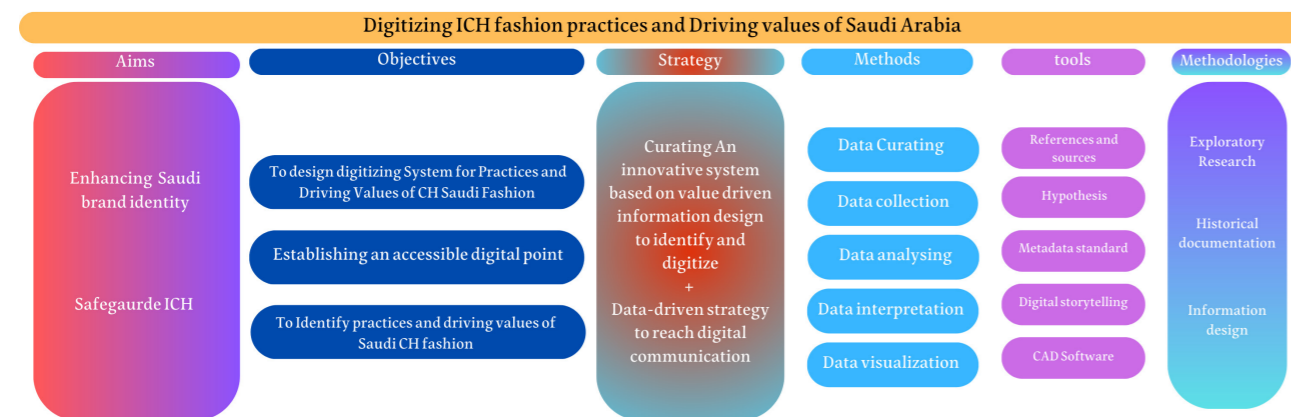 Digitizing ICH fashion practices and Driving values of Saudi Arabia
Aims
Objectives
Strategy
Methods
tools
Methodologies
Enhancing Saudi
brand identity
Safegaurde ICH
To design digitizing System for Practices and
Driving Values of CH Saudi Fashion
Establishing an accessible digital point
To Identify practices and driving values of
Saudi CH fashion
Curating An
innovative system
based on value driven
information design
to identify and
digitize
+
Data-driven strategy
to reach digital
communication
Data Curating
Data collection
Data analysing
Data interpretation
Data visualization
References and
sources
Hypothesis
Metadata standard
Digital storytelling
CAD Software
Exploratory
Research
Historical
documentation
Information
design